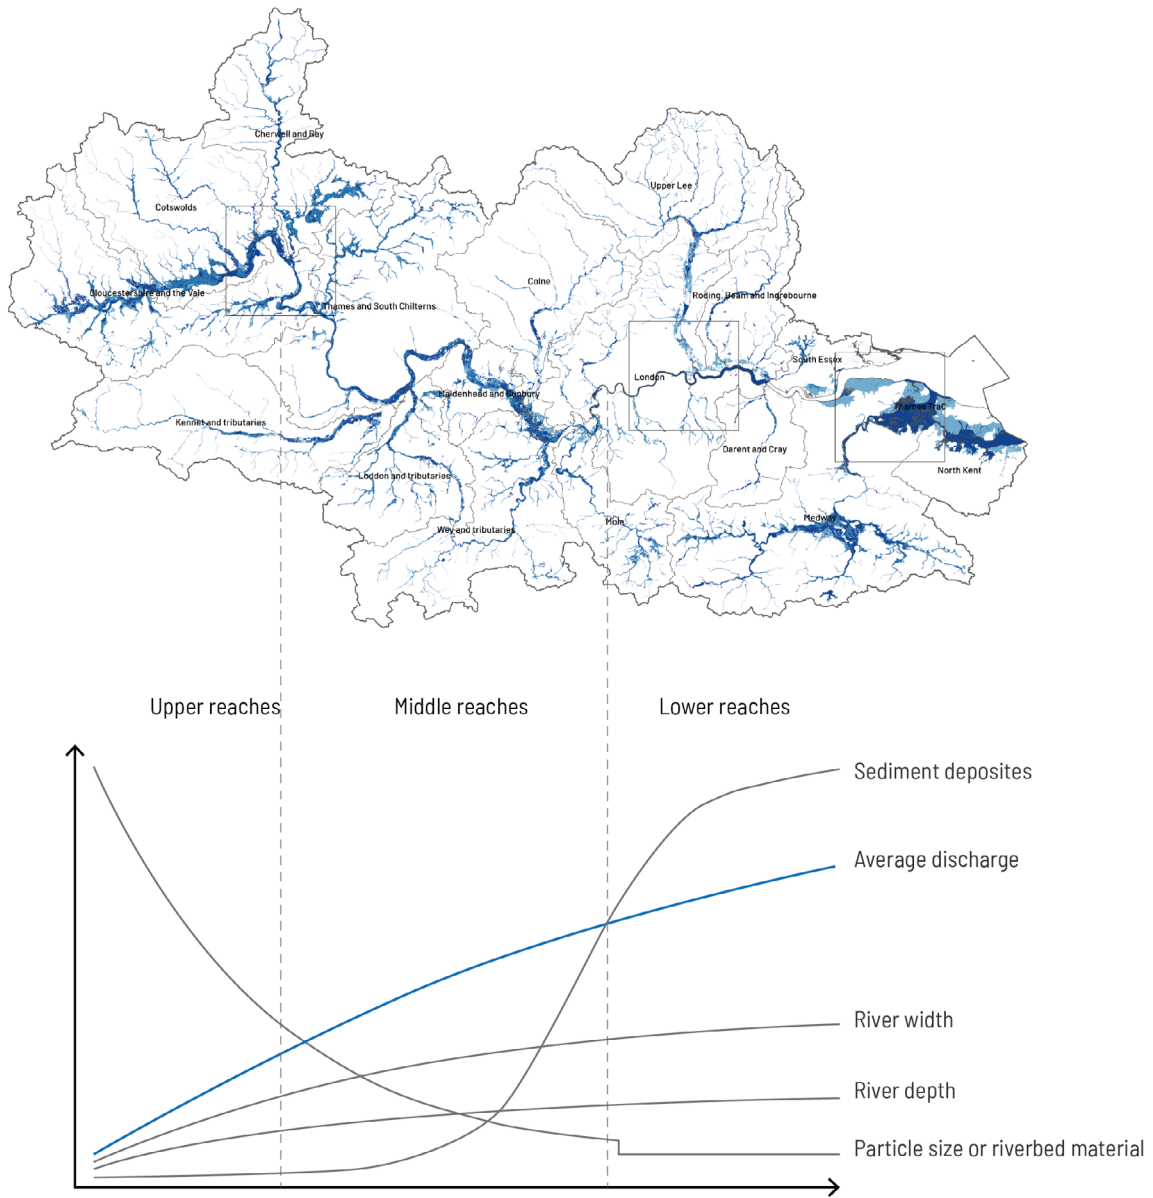 Cherwell and Ray
Upper Lee
Cotswolds
Colne
Gloucestershire and the Vale
Roding, Beam and Ingrebourne
Thames and South Chilterns
South Essex
London
Maidenhead and Sunbury
Thames TraC
Kennet and tributaries
Darent and Cray
North Kent
Loddon and tributaries
Medway
Mole
Wey and tributaries
Upper reaches
Middle reaches
Lower reaches
Sediment deposites
Average discharge
River width
River depth
Particle size or riverbed material